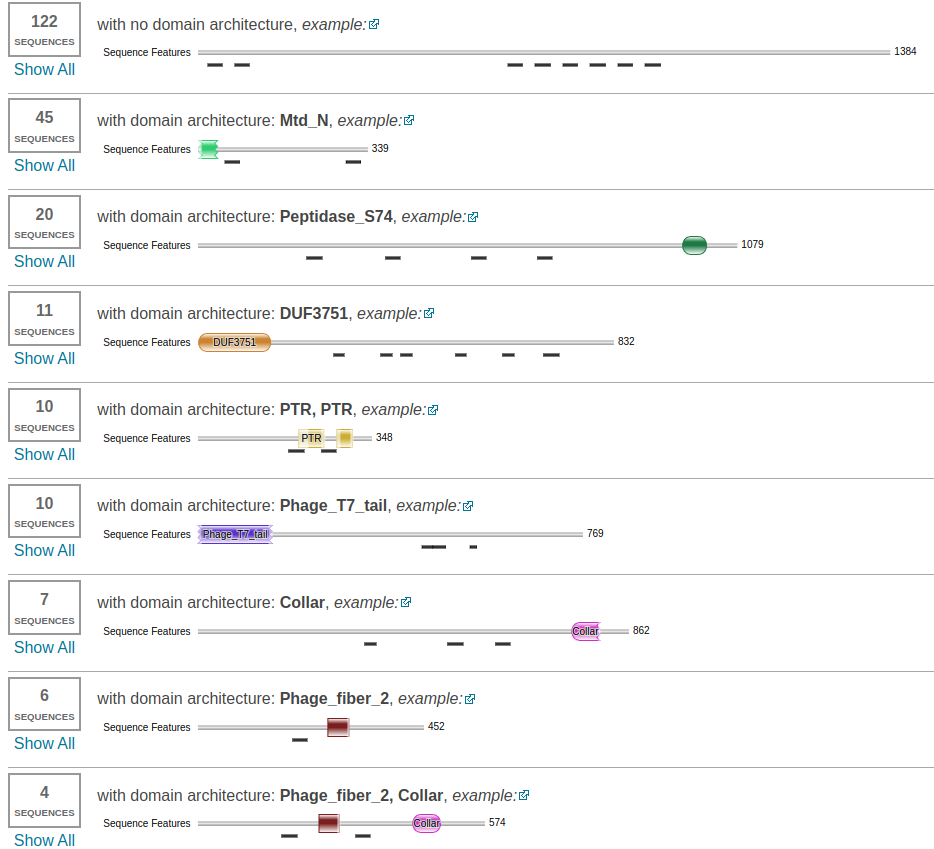 122
SEQUENCES
Show All
with no domain architecture, example:
Sequence Features 1384
45
SEQUENCES
Show All
with domain architecture: Mtd_N, example:
Sequence Features 339
20
SEQUENCES
Show All
with domain architecture: Peptidase_S74, example:
Sequence Features 1079
11
SEQUENCES
Show All
with domain architecture: DUF3751, example:
Sequence Features DUF3751 832
10
SEQUENCES
Show All
with domain architecture: PTR, PTR, example:
Sequence Features PTR 348
10
SEQUENCES
Show All
with domain architecture: Phage_T7_tail, example:
Sequence Features Phage_T7_tail 769
7
SEQUENCES
Show All
with domain architecture: Collar, example:
Sequence Features Collar 862
6
SEQUENCES
Show All
with domain architecture: Phage_fiber_2, example:
Sequence Features 452
4
SEQUENCES
Show All
with domain architecture: Phage_fiber_2, Collar, example:
Sequence Features Collar 574